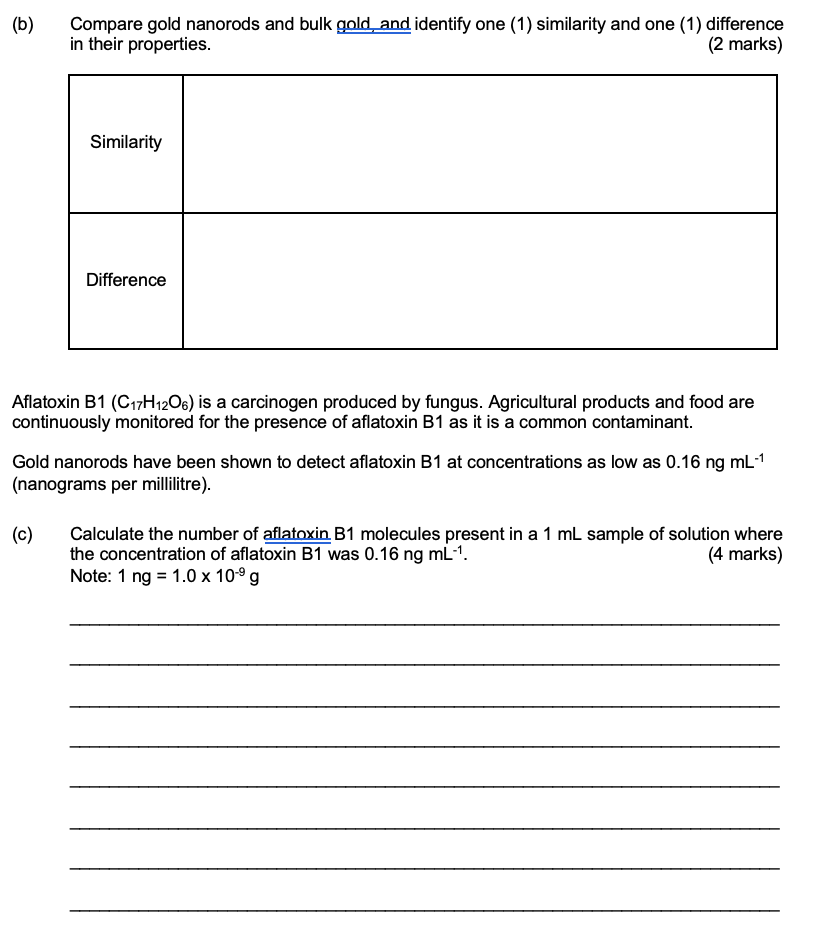 (b) Compare gold nanorods and bulk gold, and identify one (1) similarity and one (1) difference
in their properties. (2 marks)
Similarity
Difference
Aflatoxin B1 (C₁₇H₁₂O₆) is a carcinogen produced by fungus. Agricultural products and food are
continuously monitored for the presence of aflatoxin B1 as it is a common contaminant.
Gold nanorods have been shown to detect aflatoxin B1 at concentrations as low as 0.16 ng mL⁻¹
(nanograms per millilitre).
(c) Calculate the number of aflatoxin B1 molecules present in a 1 mL sample of solution where
the concentration of aflatoxin B1 was 0.16 ng mL⁻¹. (4 marks)
Note: 1 ng = 1.0 x 10⁻⁹ g